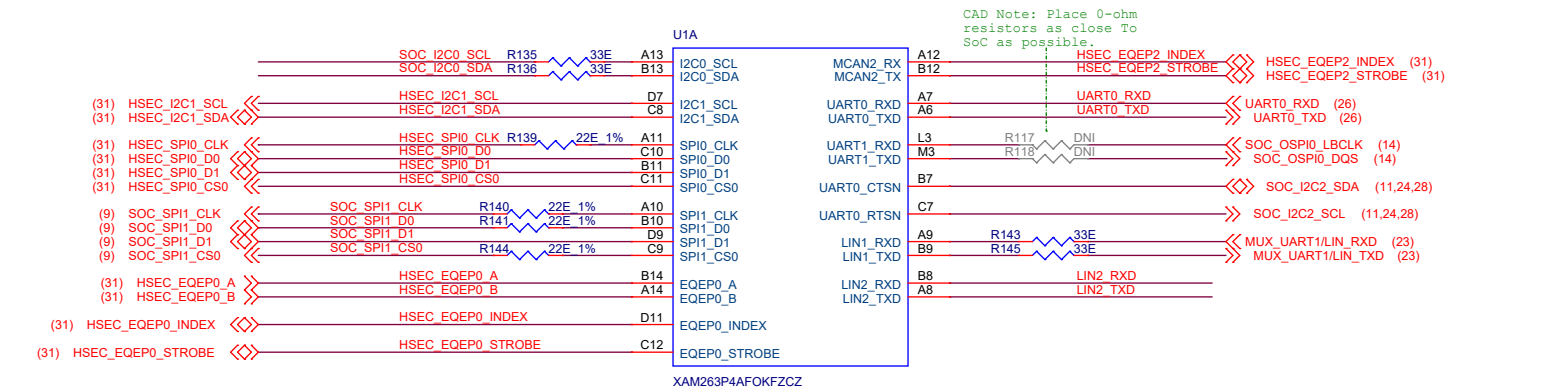 CAD Note: Place 0-ohm
resistors as close To
SoC as possible.
U1A
SOC_I2C0_SCL R135 33E A13 I2C0_SCL MCAN2_RX A12 HSEC_EQEP2_INDEX HSEC_EQEP2_INDEX (31)
SOC_I2C0_SDA R136 33E B13 I2C0_SDA MCAN2_TX B12 HSEC_EQEP2_STROBE HSEC_EQEP2_STROBE (31)
(31) HSEC_I2C1_SCL HSEC_I2C1_SCL D7 I2C1_SCL UART0_RXD A7 UART0_RXD UART0_RXD (26)
(31) HSEC_I2C1_SDA HSEC_I2C1_SDA C8 I2C1_SDA UART0_TXD A6 UART0_TXD UART0_TXD (26)
(31) HSEC_SPI0_CLK HSEC_SPI0_CLK R139 22E_1% A11 SPI0_CLK UART1_RXD L3 R117 DNI SOC_OSPI0_LBCLK (14)
(31) HSEC_SPI0_D0 HSEC_SPI0_D0 C10 SPI0_D0 UART1_TXD M3 R118 DNI SOC_OSPI0_DQS (14)
(31) HSEC_SPI0_D1 HSEC_SPI0_D1 B11 SPI0_D1
(31) HSEC_SPI0_CS0 HSEC_SPI0_CS0 C11 SPI0_CS0 UART0_CTSN B7 SOC_I2C2_SDA (11,24,28)
(9) SOC_SPI1_CLK SOC_SPI1_CLK R140 22E_1% A10 SPI1_CLK UART0_RTSN C7 SOC_I2C2_SCL (11,24,28)
(9) SOC_SPI1_D0 SOC_SPI1_D0 R141 22E_1% B10 SPI1_D0
(9) SOC_SPI1_D1 SOC_SPI1_D1 D9 SPI1_D1 LIN1_RXD A9 R143 33E MUX_UART1/LIN_RXD (23)
(9) SOC_SPI1_CS0 SOC_SPI1_CS0 R144 22E_1% C9 SPI1_CS0 LIN1_TXD B9 R145 33E MUX_UART1/LIN_TXD (23)
(31) HSEC_EQEP0_A HSEC_EQEP0_A B14 EQEP0_A LIN2_RXD B8 LIN2_RXD
(31) HSEC_EQEP0_B HSEC_EQEP0_B A14 EQEP0_B LIN2_TXD A8 LIN2_TXD
(31) HSEC_EQEP0_INDEX HSEC_EQEP0_INDEX D11 EQEP0_INDEX
(31) HSEC_EQEP0_STROBE HSEC_EQEP0_STROBE C12 EQEP0_STROBE
XAM263P4AFOKFZCZ